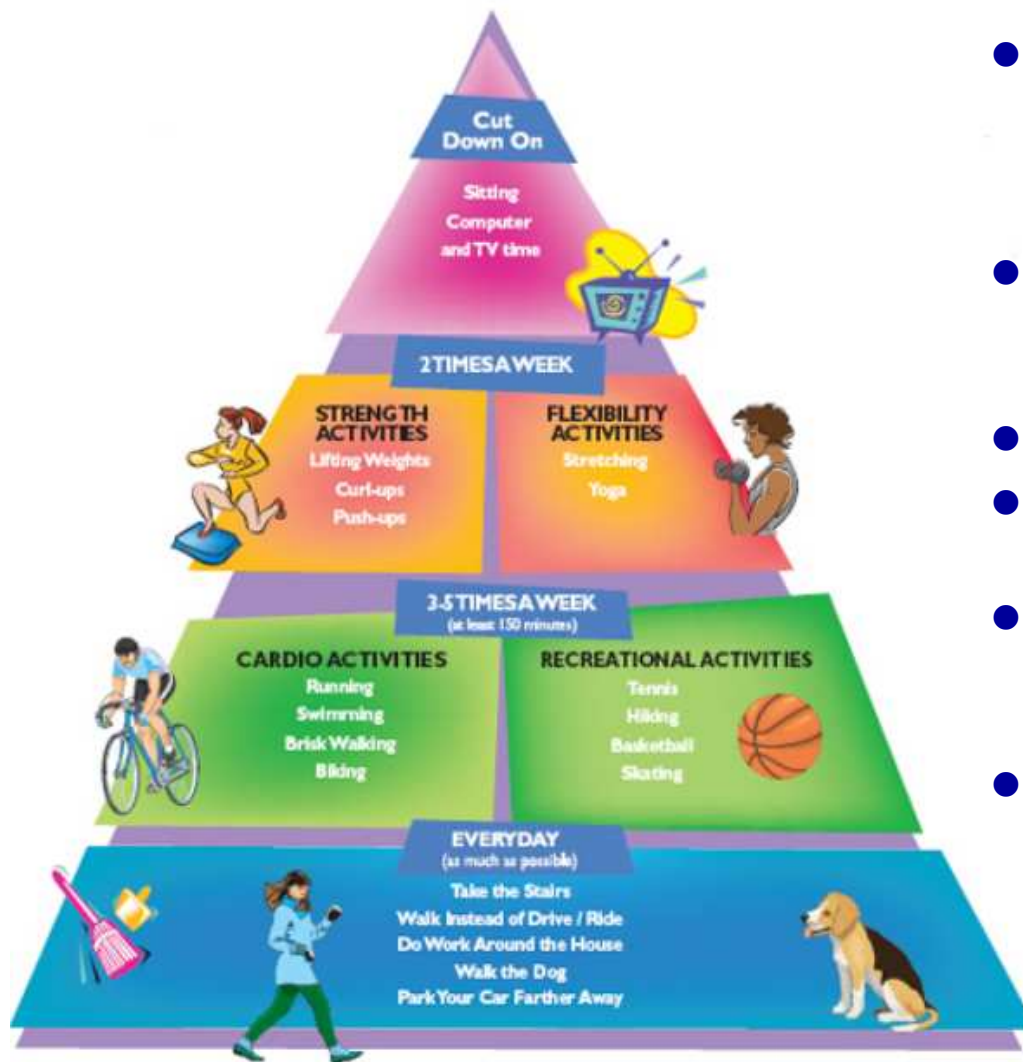 Cut
Down On
Sitting
Computer
and TV time
2 TIMES A WEEK
STRENGTH
ACTIVITIES
Lifting Weights
Curl-ups
Push-ups
FLEXIBILITY
ACTIVITIES
Stretching
Yoga
3-5 TIMES A WEEK
(at least 150 minutes)
CARDIO ACTIVITIES
Running
Swimming
Brisk Walking
Biking
RECREATIONAL ACTIVITIES
Tennis
Hiking
Basketball
Skating
EVERYDAY
(as much as possible)
Take the Stairs
Walk Instead of Drive / Ride
Do Work Around the House
Walk the Dog
Park Your Car Farther Away